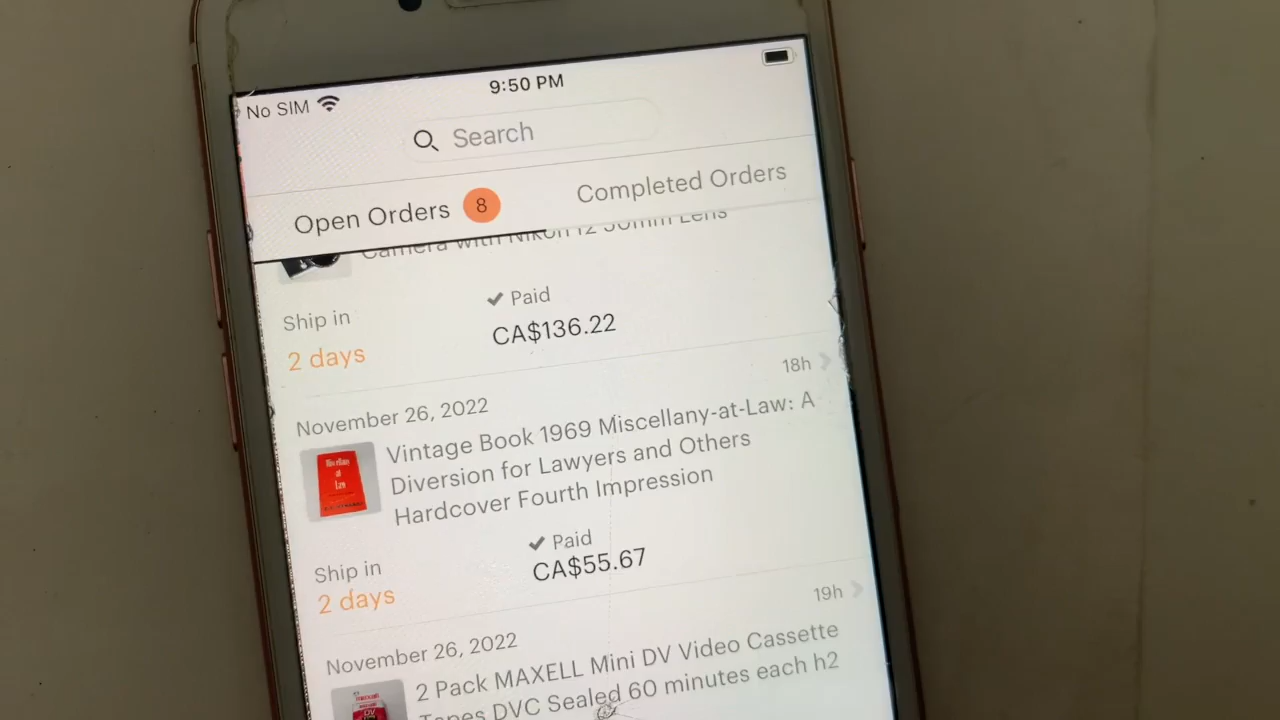 9:50 PM
No SIM
Search
Open Orders 8
Completed Orders
Camera with Nikon f2 50mm Lens
Ship in
2 days
Paid
CA$136.22
18h
November 26, 2022
Vintage Book 1969 Miscellany-at-Law: A
Diversion for Lawyers and Others
Hardcover Fourth Impression
Ship in
2 days
Paid
CA$55.67
19h
November 26, 2022
2 Pack MAXELL Mini DV Video Cassette
Tapes DVC Sealed 60 minutes each h2